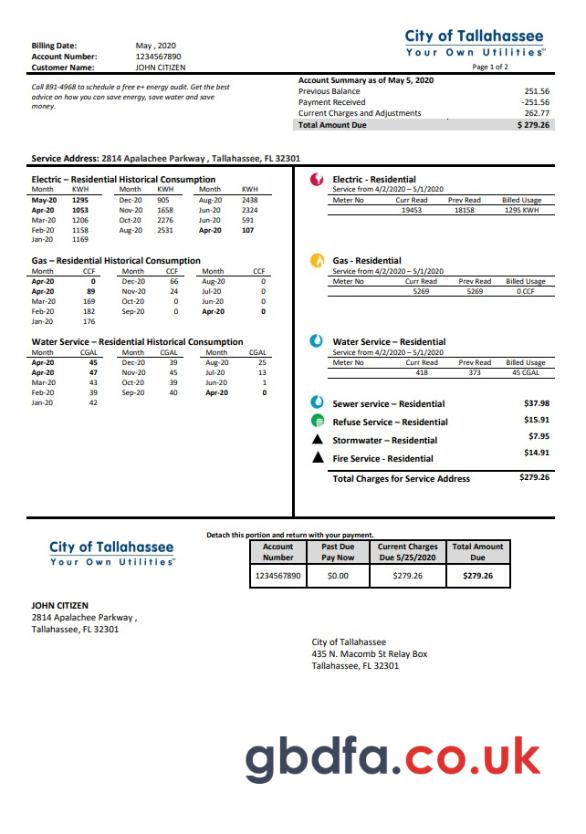 City of Tallahassee
Your Own Utilities™
Page 1 of 2
Billing Date: May , 2020
Account Number: 1234567890
Customer Name: JOHN CITIZEN
Call 891-4968 to schedule a free e+ energy audit. Get the best
advice on how you can save energy, save water and save
money.
Account Summary as of May 5, 2020
Previous Balance 251.56
Payment Received -251.56
Current Charges and Adjustments 262.77
Total Amount Due $ 279.26
Service Address: 2814 Apalachee Parkway , Tallahassee, FL 32301
Electric – Residential Historical Consumption
Month KWH Month KWH Month KWH
May-20 1295 Dec-20 905 Aug-20 2438
Apr-20 1053 Nov-20 1658 Jun-20 2324
Mar-20 1206 Oct-20 2276 Jun-20 591
Feb-20 1158 Aug-20 2531 Apr-20 107
Jan-20 1169
Gas – Residential Historical Consumption
Month CCF Month CCF Month CCF
Apr-20 0 Dec-20 66 Aug-20 0
Apr-20 89 Nov-20 24 Jul-20 0
Mar-20 169 Oct-20 0 Jun-20 0
Feb-20 182 Sep-20 0 Apr-20 0
Jan-20 176
Water Service – Residential Historical Consumption
Month CGAL Month CGAL Month CGAL
Apr-20 45 Dec-20 39 Aug-20 25
Apr-20 47 Nov-20 45 Jul-20 13
Mar-20 43 Oct-20 39 Jun-20 1
Feb-20 39 Sep-20 40 Apr-20 0
Jan-20 42
Electric - Residential
Service from 4/2/2020 – 5/1/2020
Meter No Curr Read Prev Read Billed Usage
19453 18158 1295 KWH
Gas - Residential
Service from 4/2/2020 – 5/1/2020
Meter No Curr Read Prev Read Billed Usage
5269 5269 0 CCF
Water Service – Residential
Service from 4/2/2020 – 5/1/2020
Meter No Curr Read Prev Read Billed Usage
418 373 45 CGAL
Sewer service – Residential $37.98
Refuse Service – Residential $15.91
Stormwater – Residential $7.95
Fire Service - Residential $14.91
Total Charges for Service Address $279.26
Detach this portion and return with your payment.
City of Tallahassee
Your Own Utilities™
Account Number Past Due Pay Now Current Charges Due 5/25/2020 Total Amount Due
1234567890 $0.00 $279.26 $279.26
JOHN CITIZEN
2814 Apalachee Parkway ,
Tallahassee, FL 32301
City of Tallahassee
435 N. Macomb St Relay Box
Tallahassee, FL 32301
gbdfa.co.uk